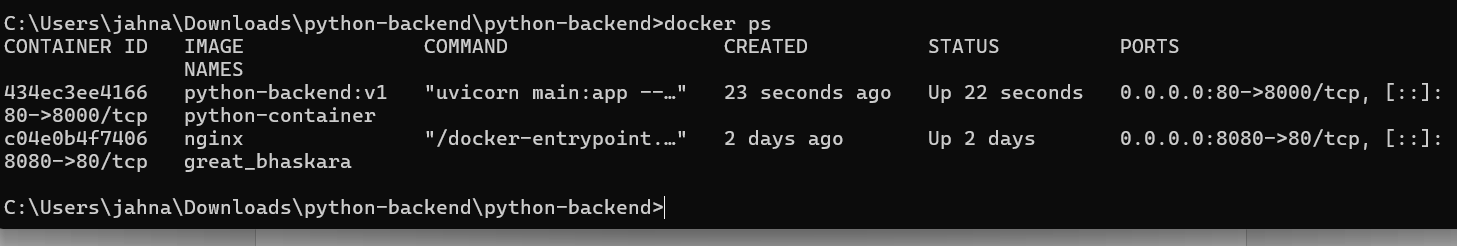 C:\Users\jahna\Downloads\python-backend\python-backend>docker ps
CONTAINER ID   IMAGE               COMMAND                  CREATED          STATUS          PORTS
               NAMES
434ec3ee4166   python-backend:v1   "uvicorn main:app --…"   23 seconds ago   Up 22 seconds   0.0.0.0:80->8000/tcp, [::]:
80->8000/tcp   python-container
c04e0b4f7406   nginx               "/docker-entrypoint.…"   2 days ago       Up 2 days       0.0.0.0:8080->80/tcp, [::]:
8080->80/tcp   great_bhaskara
C:\Users\jahna\Downloads\python-backend\python-backend>